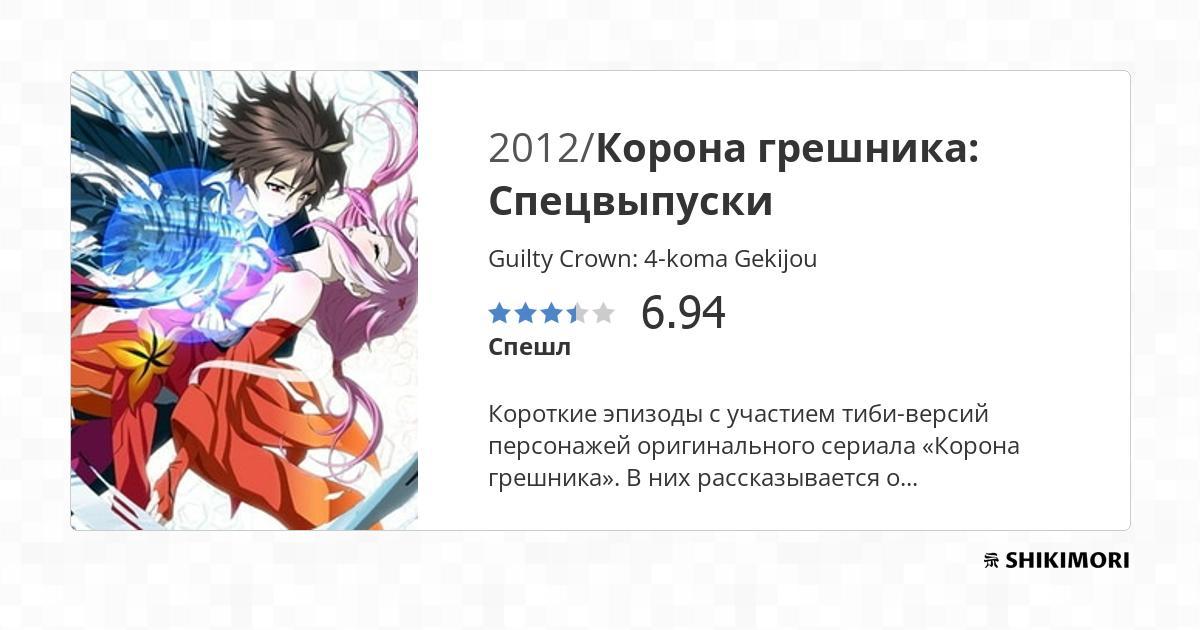 2012/Корона грешника:
Спецвыпуски
Guilty Crown: 4-koma Gekijou
6.94
Спешл
Короткие эпизоды с участием тиби-версий
персонажей оригинального сериала «Корона
грешника». В них рассказывается о...
SHIKIMORI